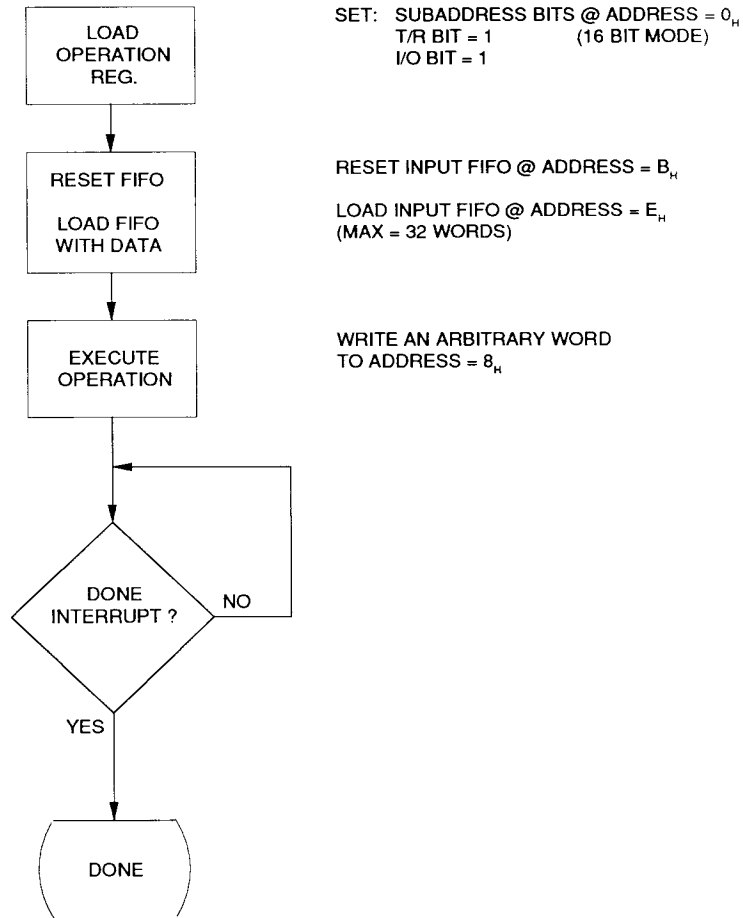 LOAD
OPERATION
REG.
SET: SUBADDRESS BITS @ ADDRESS = 0H
T/R BIT = 1 (16 BIT MODE)
I/O BIT = 1
RESET FIFO
LOAD FIFO
WITH DATA
RESET INPUT FIFO @ ADDRESS = BH
LOAD INPUT FIFO @ ADDRESS = EH
(MAX = 32 WORDS)
EXECUTE
OPERATION
WRITE AN ARBITRARY WORD
TO ADDRESS = 8H
DONE
INTERRUPT ?
NO
YES
DONE